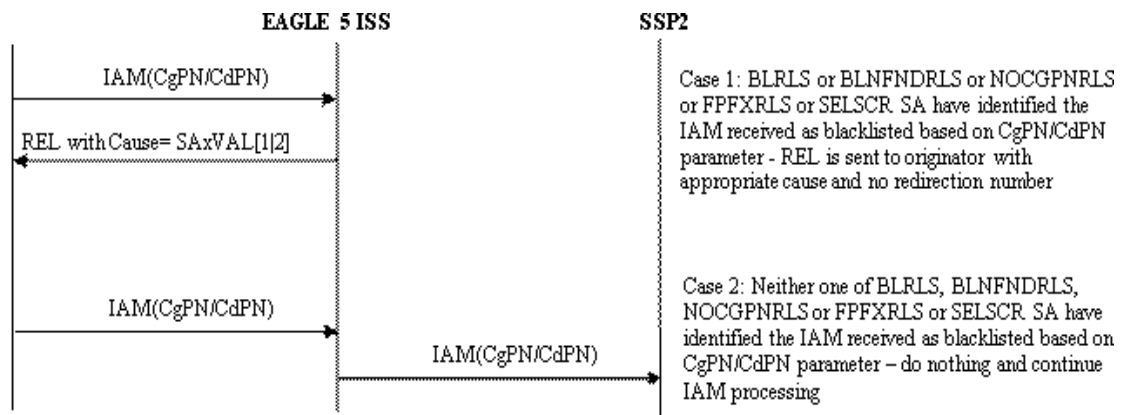 EAGLE 5 ISS
SSP2
IAM(CgPN/CdPN)
REL with Cause= SAxVAL[1|2]
Case 1: BLRLS or BLNFNDRLS or NOCGPNRLS
or FPFXRLS or SELSCR SA have identified the
IAM received as blacklisted based on CgPN/CdPN
parameter - REL is sent to originator with
appropriate cause and no redirection number
IAM(CgPN/CdPN)
IAM(CgPN/CdPN)
Case 2: Neither one of BLRLS, BLNFNDRLS,
NOCGPNRLS or FPFXRLS or SELSCR SA have
identified the IAM received as blacklisted based on
CgPN/CdPN parameter – do nothing and continue
IAM processing